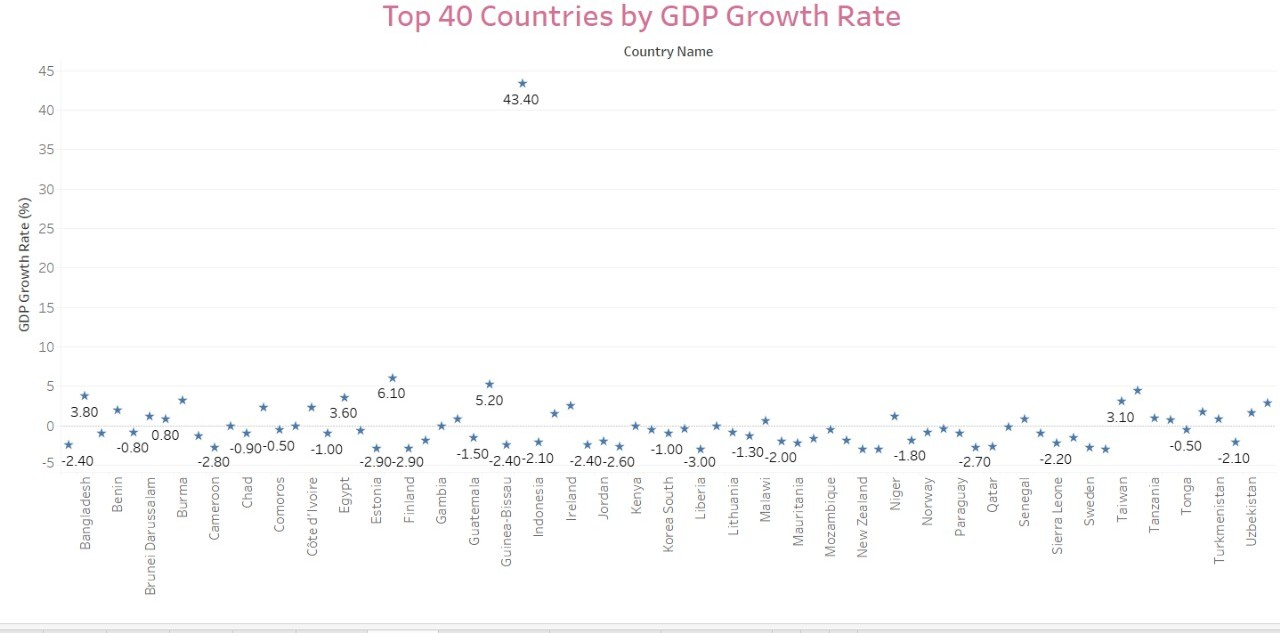 Top 40 Countries by GDP Growth Rate
Country Name
GDP Growth Rate (%)
45
40
35
30
25
20
15
10
5
0
-5
43.40
6.10
5.20
3.80
3.60
3.10
0.80
-0.80
-0.90
-0.50
-1.00
-1.50
-1.00
-1.30
-1.80
-0.50
-2.40
-2.80
-2.90
-2.90
-2.40
-2.10
-2.40
-2.60
-3.00
-2.00
-2.70
-2.20
-2.10
Bangladesh
Benin
Brunei Darussalam
Burma
Cameroon
Chad
Comoros
Côte d'Ivoire
Egypt
Estonia
Finland
Gambia
Guatemala
Guinea-Bissau
Indonesia
Ireland
Jordan
Kenya
Korea South
Liberia
Lithuania
Malawi
Mauritania
Mozambique
New Zealand
Niger
Norway
Paraguay
Qatar
Senegal
Sierra Leone
Sweden
Taiwan
Tanzania
Tonga
Turkmenistan
Uzbekistan